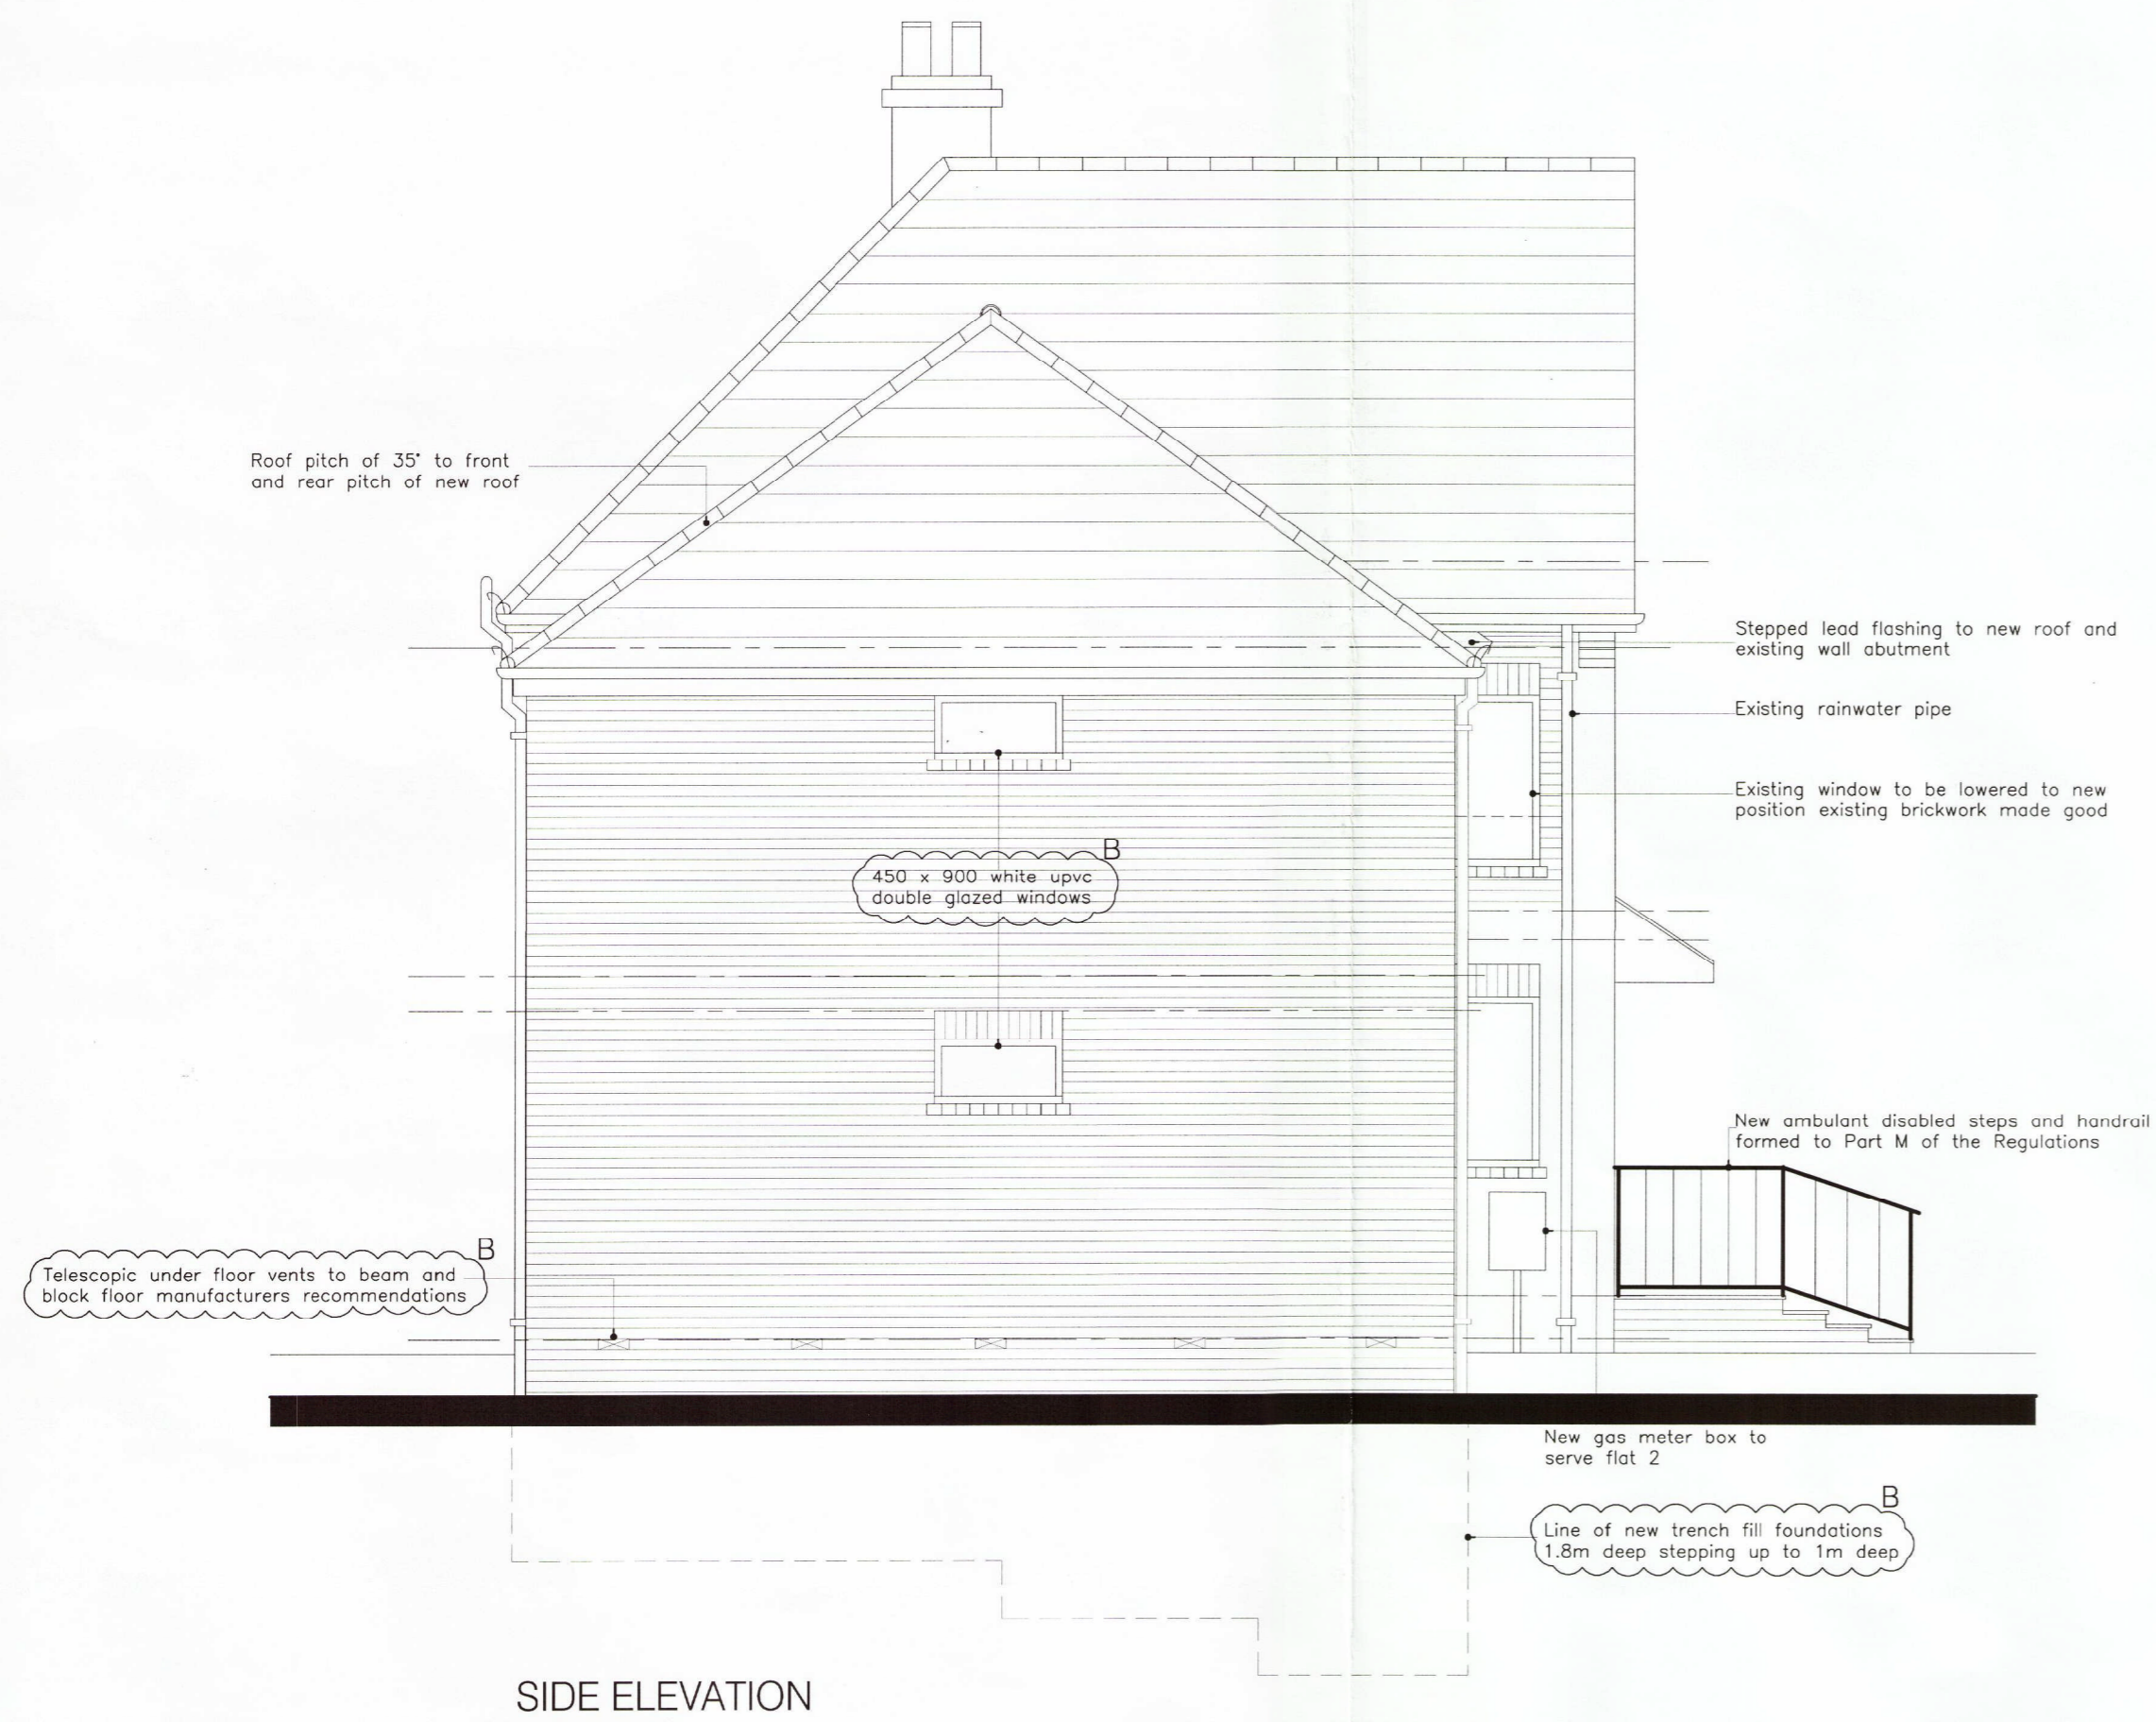 Roof pitch of 35° to front
and rear pitch of new roof
Stepped lead flashing to new roof and
existing wall abutment
Existing rainwater pipe
Existing window to be lowered to new
position existing brickwork made good
B
450 x 900 white upvc
double glazed windows
New ambulant disabled steps and handrail
formed to Part M of the Regulations
B
Telescopic under floor vents to beam and
block floor manufacturers recommendations
New gas meter box to
serve flat 2
B
Line of new trench fill foundations
1.8m deep stepping up to 1m deep
SIDE ELEVATION